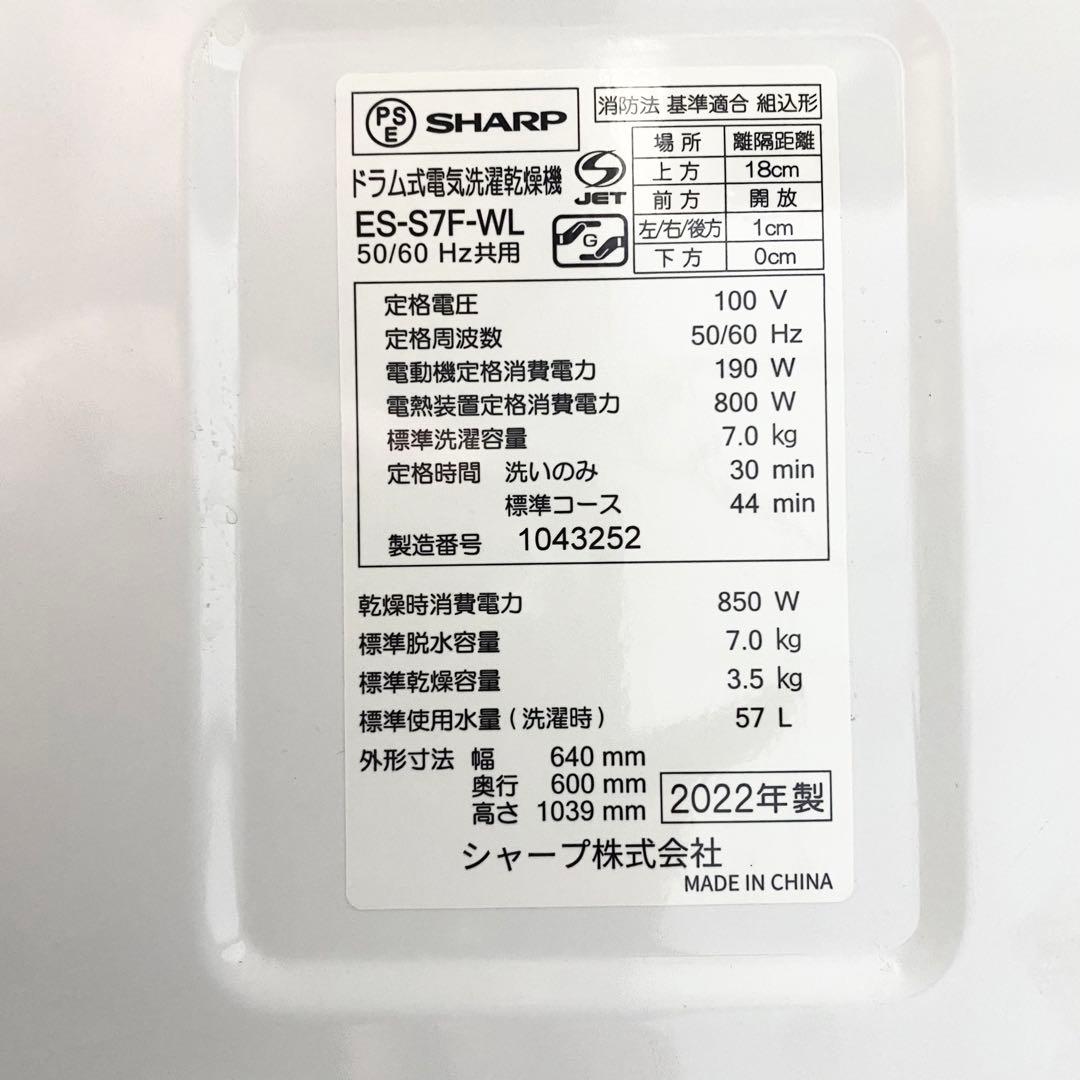 PSE SHARP
消防法 基準適合 組込形
場所 離隔距離
上方 18cm
前方 開放
左/右/後方 1cm
下方 0cm
ドラム式電気洗濯乾燥機
S JET
ES-S7F-WL
G
50/60 Hz共用
定格電圧 100 V
定格周波数 50/60 Hz
電動機定格消費電力 190 W
電熱装置定格消費電力 800 W
標準洗濯容量 7.0 kg
定格時間 洗いのみ 30 min
標準コース 44 min
製造番号 1043252
乾燥時消費電力 850 W
標準脱水容量 7.0 kg
標準乾燥容量 3.5 kg
標準使用水量(洗濯時) 57 L
外形寸法 幅 640 mm
奥行 600 mm
高さ 1039 mm
2022年製
シャープ株式会社
MADE IN CHINA